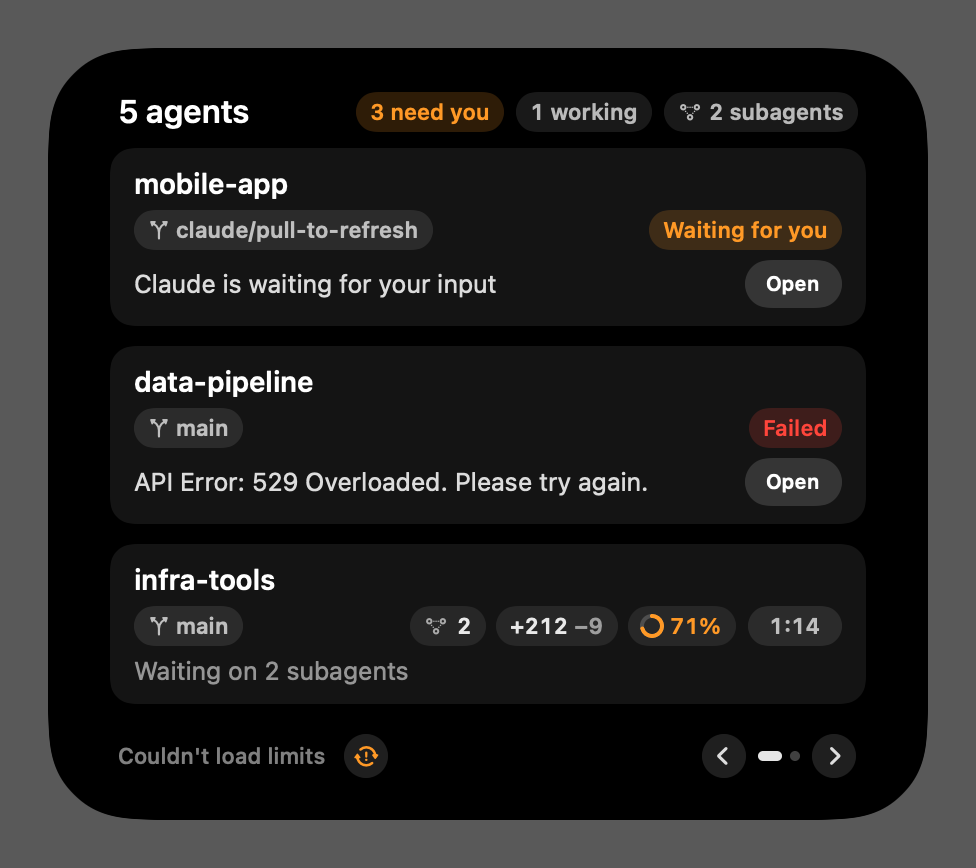 5 agents
3 need you
1 working
2 subagents
mobile-app
claude/pull-to-refresh
Waiting for you
Claude is waiting for your input
Open
data-pipeline
main
Failed
API Error: 529 Overloaded. Please try again.
Open
infra-tools
main
2
+212 −9
71%
1:14
Waiting on 2 subagents
Couldn't load limits